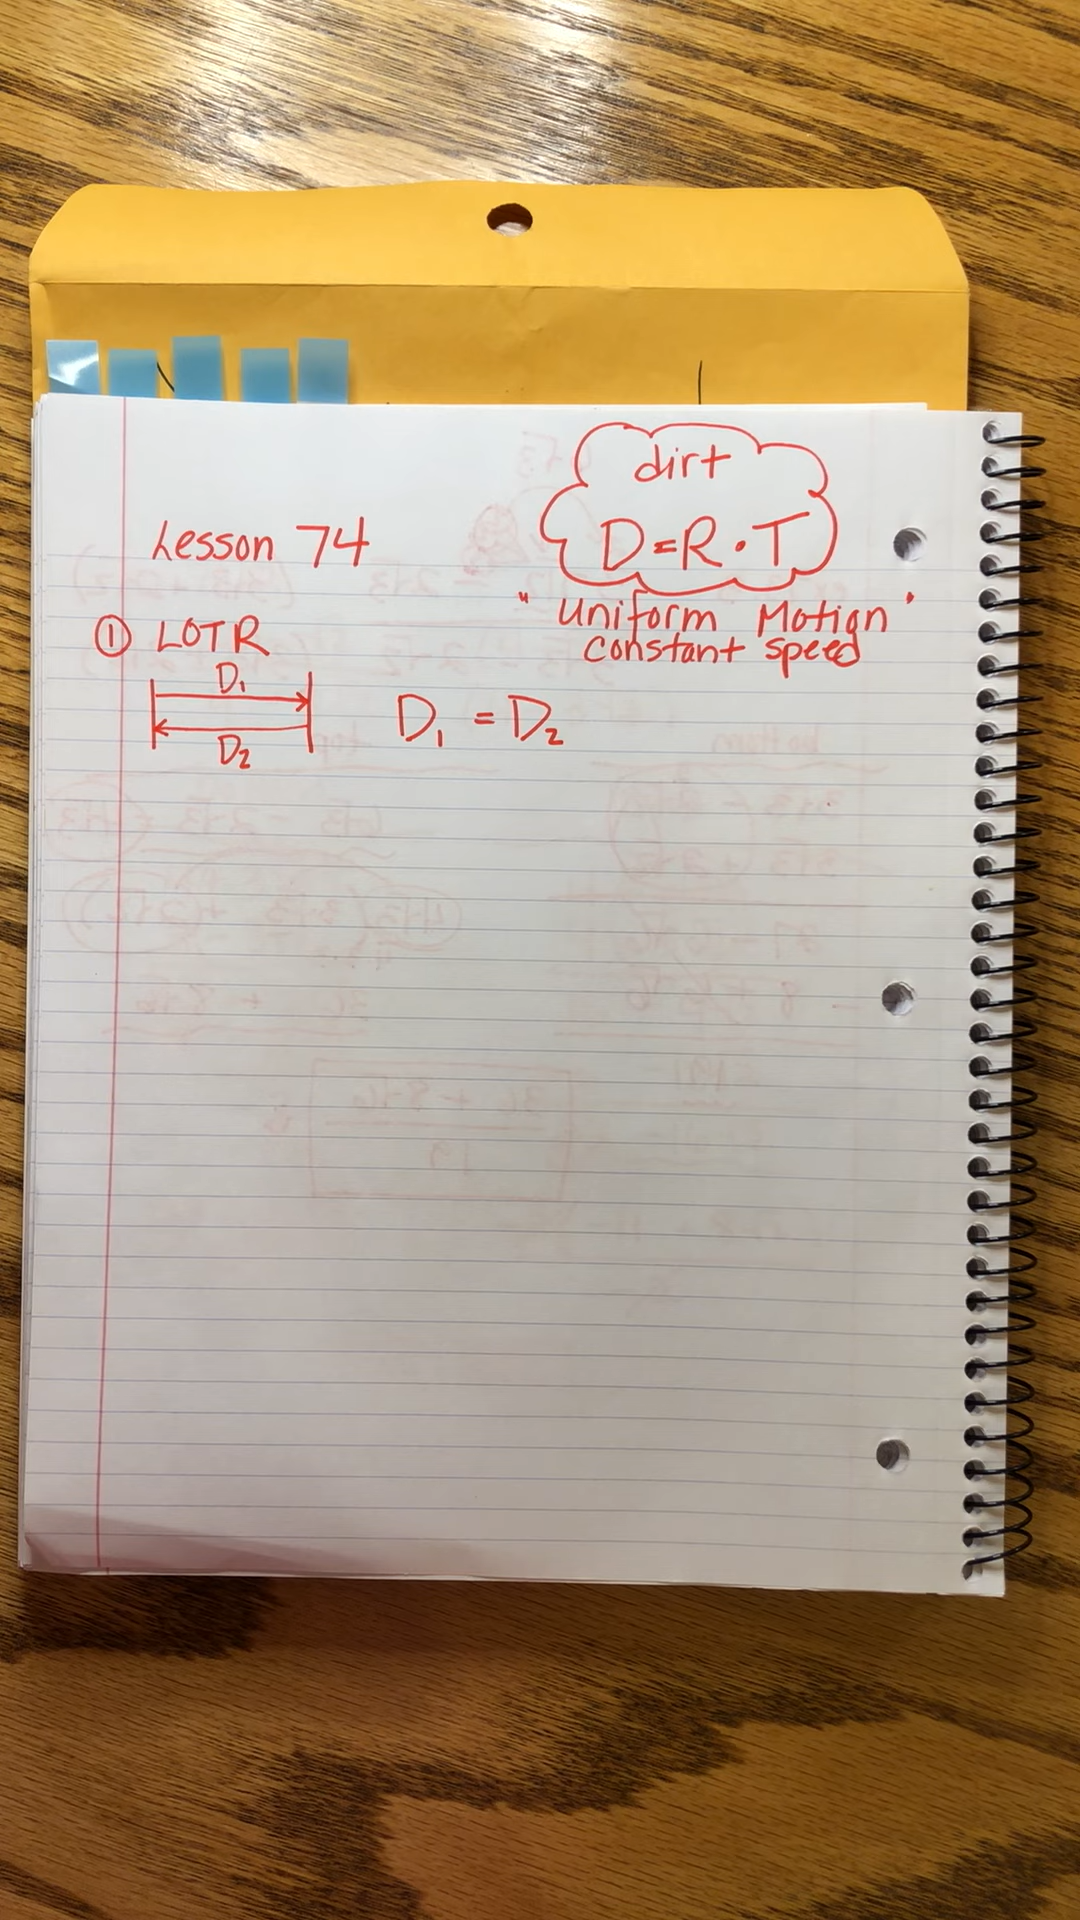 dirt
D=R•T
Lesson 74
"Uniform Motion"
constant speed
① LOTR
D₁
D₁ = D₂
D₂